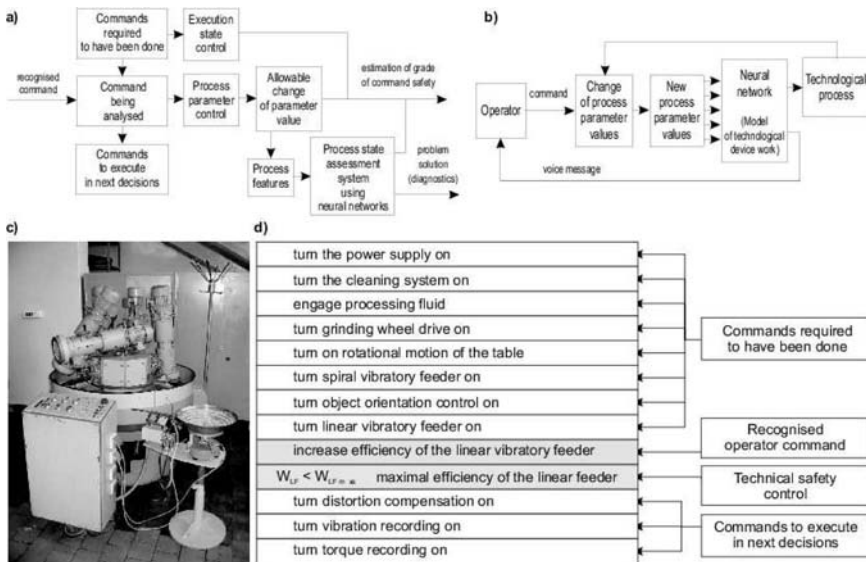 a)
Commands
required
to have been done
Execution
state
control
recognised
command
Command
being
analysed
Process
parameter
control
Allowable
change
of parameter
value
estimation of grade
of command safety
Commands
to execute
in next decisions
Process
features
Process state
assessment
system
using
neural networks
problem
solution
(diagnostics)
b)
Operator
command
Change
of process
parameter
values
New
process
parameter
values
Neural
network
(Model
of technological
device work)
Technological
process
voice message
c)
d)
turn the power supply on
turn the cleaning system on
engage processing fluid
turn grinding wheel drive on
turn on rotational motion of the table
turn spiral vibratory feeder on
turn object orientation control on
turn linear vibratory feeder on
increase efficiency of the linear vibratory feeder
W LF < W LF m ax maximal efficiency of the linear feeder
turn distortion compensation on
turn vibration recording on
turn torque recording on
Commands required
to have been done
Recognised
operator command
Technical safety
control
Commands to execute
in next decisions